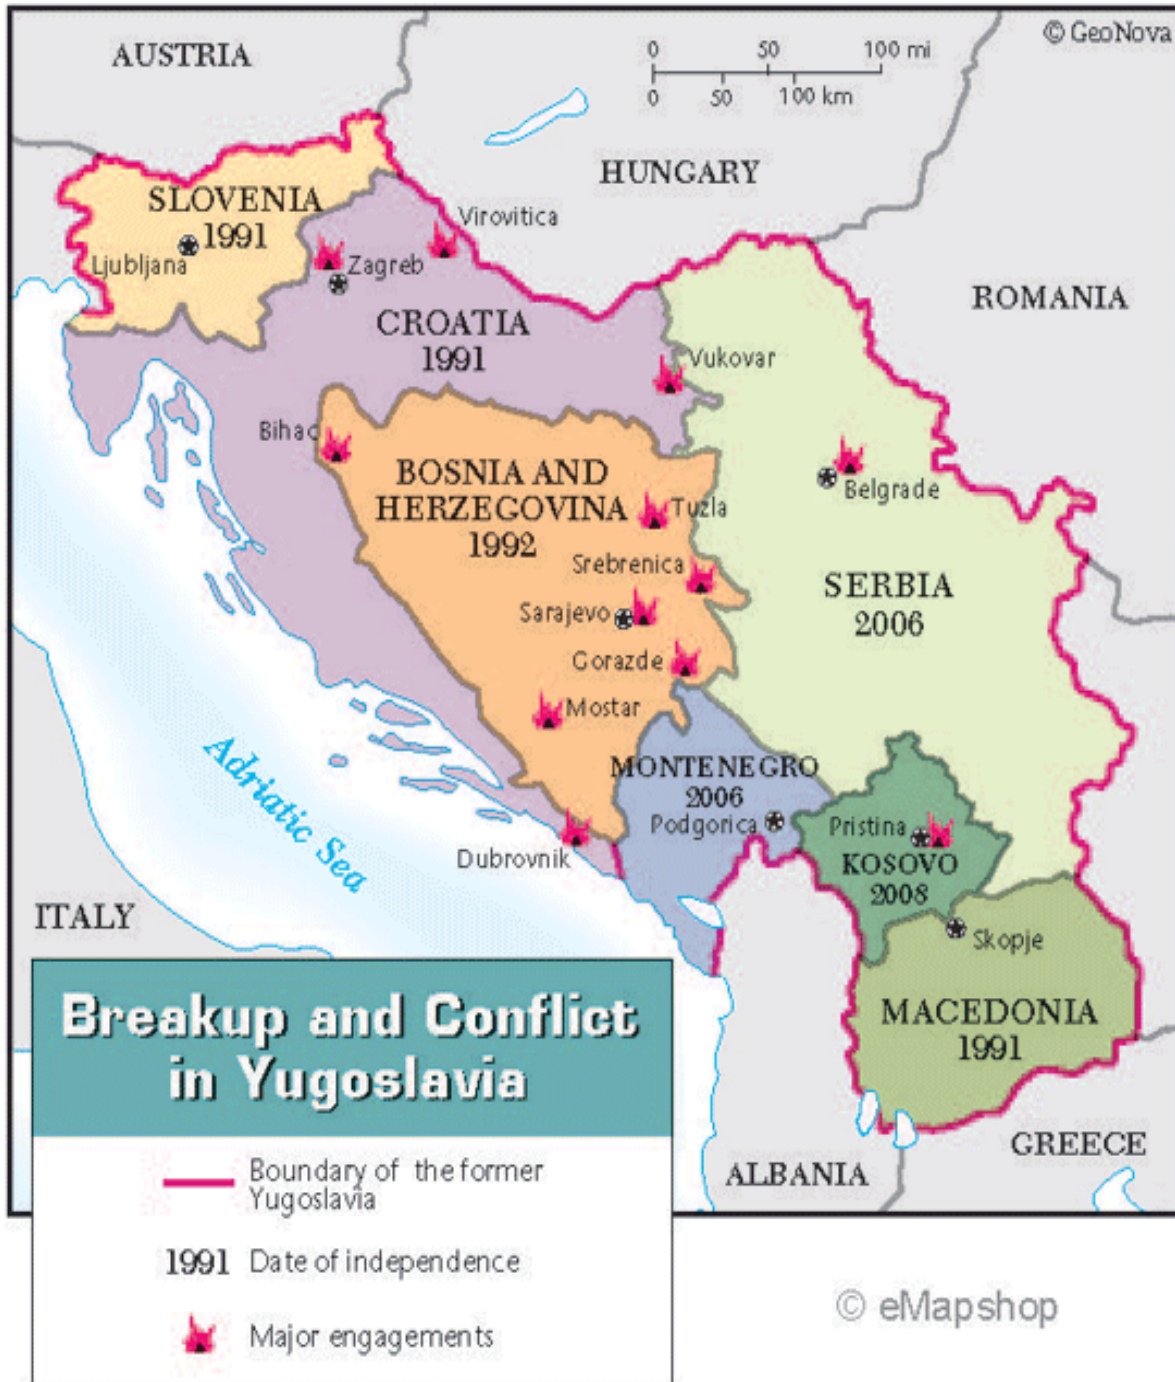 © GeoNova
AUSTRIA
0 50 100 mi
0 50 100 km
HUNGARY
SLOVENIA
1991
Ljubljana
Virovitica
Zagreb
ROMANIA
CROATIA
1991
Vukovar
Bihac
BOSNIA AND
HERZEGOVINA
1992
Belgrade
Tuzla
Srebrenica
SERBIA
2006
Sarajevo
Gorazde
Mostar
Adriatic Sea
MONTENEGRO
2006
Podgorica
Pristina
KOSOVO
2008
Dubrovnik
ITALY
Skopje
MACEDONIA
1991
GREECE
ALBANIA
Breakup and Conflict
in Yugoslavia
Boundary of the former
Yugoslavia
1991 Date of independence
Major engagements
© eMapshop